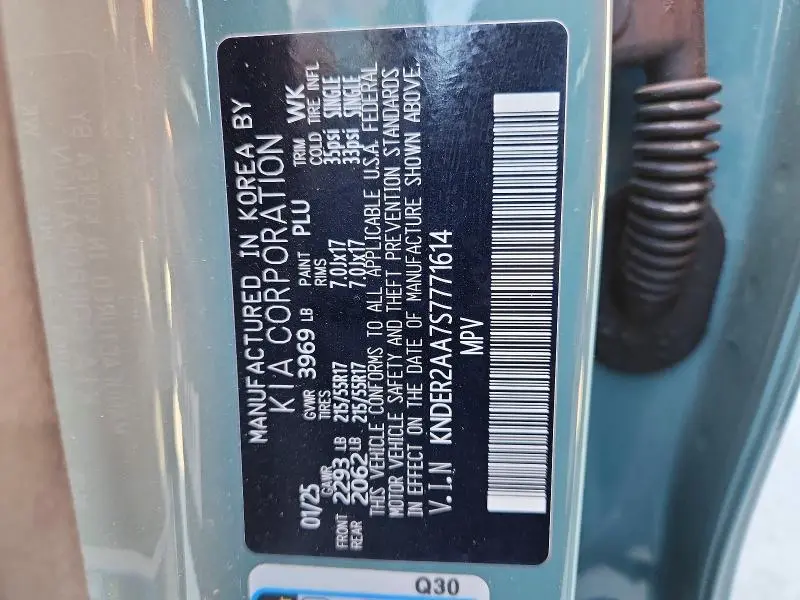 MANUFACTURED IN KOREA BY
KIA CORPORATION
01/25 GVWR 3969 LB PAINT PLU TRIM WK
GAWR TIRES RIMS COLD TIRE INFL
FRONT 2293 LB 215/55R17 7.0Jx17 35psi SINGLE
REAR 2062 LB 215/55R17 7.0Jx17 33psi SINGLE
THIS VEHICLE CONFORMS TO ALL APPLICABLE U.S.A. FEDERAL
MOTOR VEHICLE SAFETY AND THEFT PREVENTION STANDARDS
IN EFFECT ON THE DATE OF MANUFACTURE SHOWN ABOVE.
V.I.N KNDER2AA7S7771614
MPV
Q30